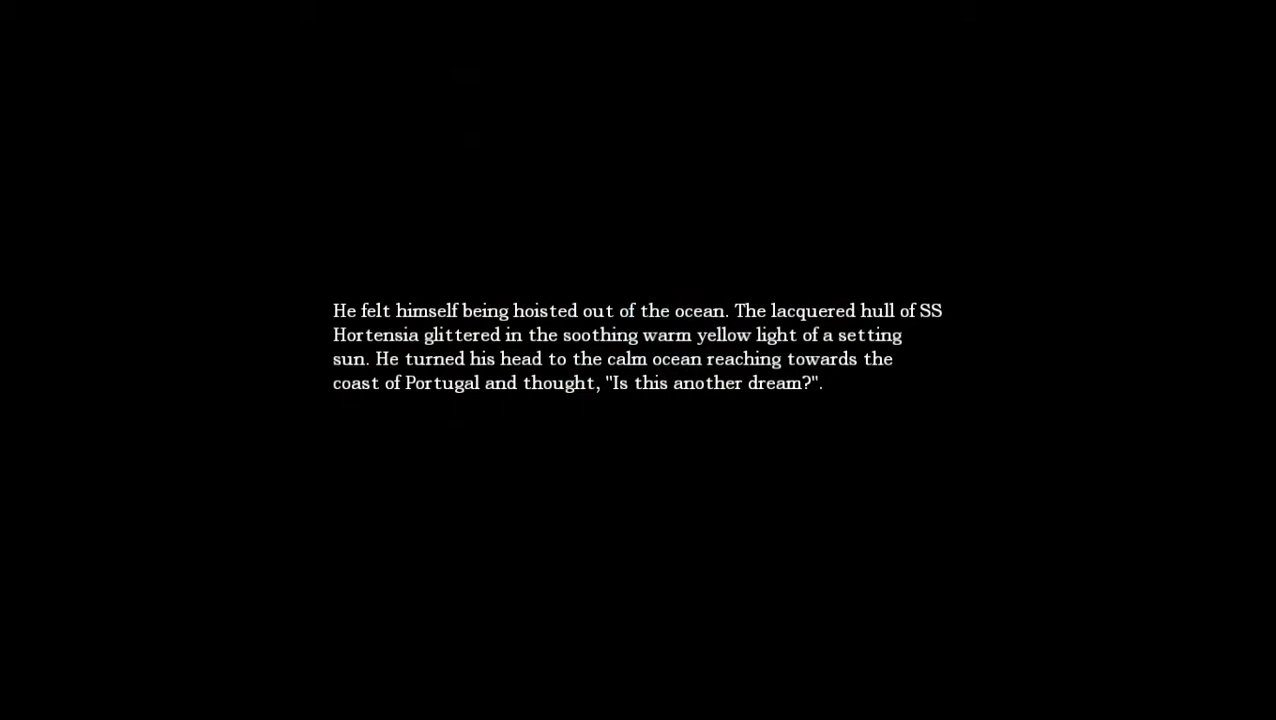 He felt himself being hoisted out of the ocean. The lacquered hull of SS
Hortensia glittered in the soothing warm yellow light of a setting
sun. He turned his head to the calm ocean reaching towards the
coast of Portugal and thought, "Is this another dream?".